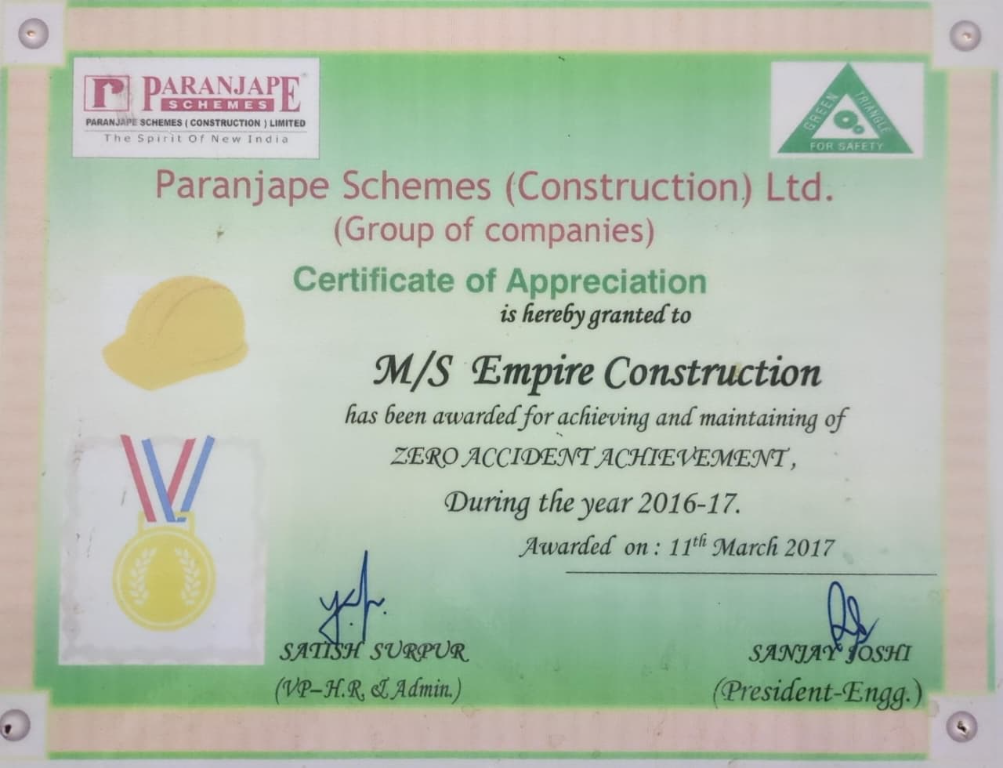 PARANJAPE
SCHEMES
PARANJAPE SCHEMES ( CONSTRUCTION ) LIMITED
The Spirit Of New India
GREEN TRIANGLE
FOR SAFETY
Paranjape Schemes (Construction) Ltd.
(Group of companies)
Certificate of Appreciation
is hereby granted to
M/S Empire Construction
has been awarded for achieving and maintaining of
ZERO ACCIDENT ACHIEVEMENT ,
During the year 2016-17.
Awarded on : 11th March 2017
SATISH SURPUR
(VP-H.R, & Admin.)
SANJAY JOSHI
(President-Engg.)